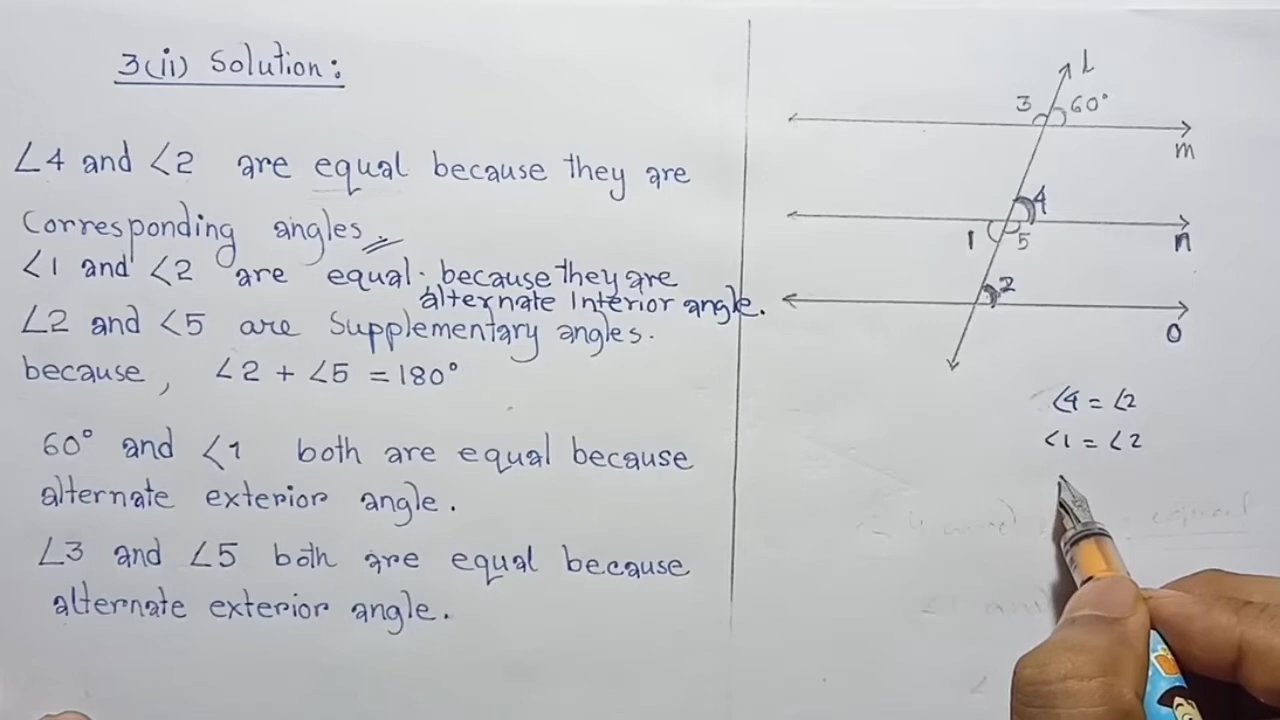 3(ii) Solution:
∠4 and ∠2 are equal because they are
corresponding angles.
∠1 and ∠2 are equal. because they are
alternate Interior angle.
∠2 and ∠5 are supplementary angles.
because, ∠2 + ∠5 = 180°
60° and ∠1 both are equal because
alternate exterior angle.
∠3 and ∠5 both are equal because
alternate exterior angle.
L
3 60°
m
4
1 5
n
2
O
∠4 = ∠2
∠1 = ∠2